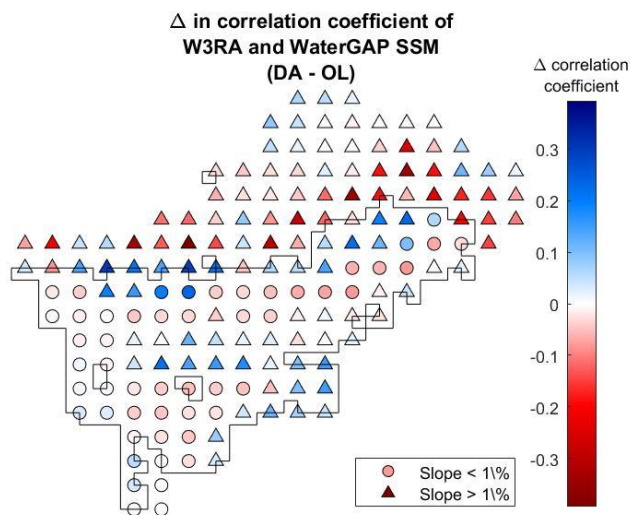 Δ in correlation coefficient of
W3RA and WaterGAP SSM
(DA - OL)
Δ correlation
coefficient
0.3
0.2
0.1
0
-0.1
-0.2
-0.3
Slope < 1\%
Slope > 1\%